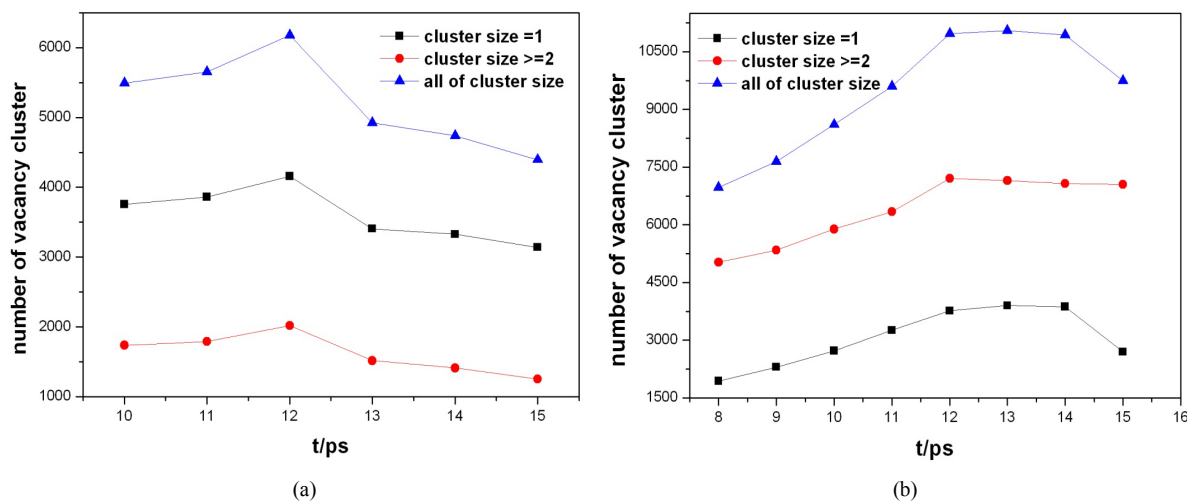 number of vacancy cluster
6000
5000
4000
3000
2000
1000
cluster size =1
cluster size >=2
all of cluster size
10 11 12 13 14 15
t/ps
(a)
number of vacancy cluster
10500
9000
7500
6000
4500
3000
1500
cluster size =1
cluster size >=2
all of cluster size
8 9 10 11 12 13 14 15 16
t/ps
(b)